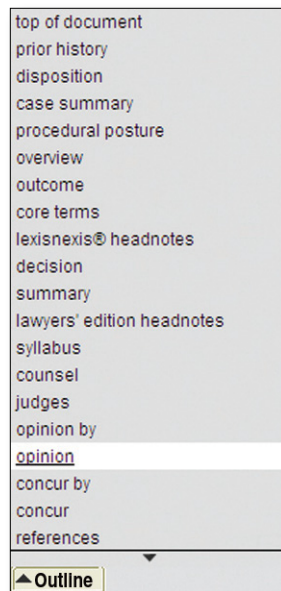 top of document
prior history
disposition
case summary
procedural posture
overview
outcome
core terms
lexisnexis® headnotes
decision
summary
lawyers' edition headnotes
syllabus
counsel
judges
opinion by
opinion
concur by
concur
references
Outline